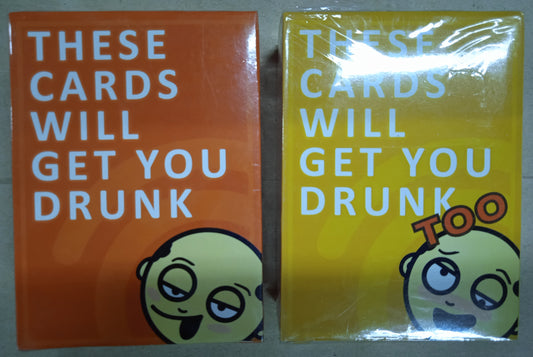 THESE
CARDS
WILL
GET YOU
DRUNK
THESE
CARDS
WILL
GET YOU
DRUNK
TOO